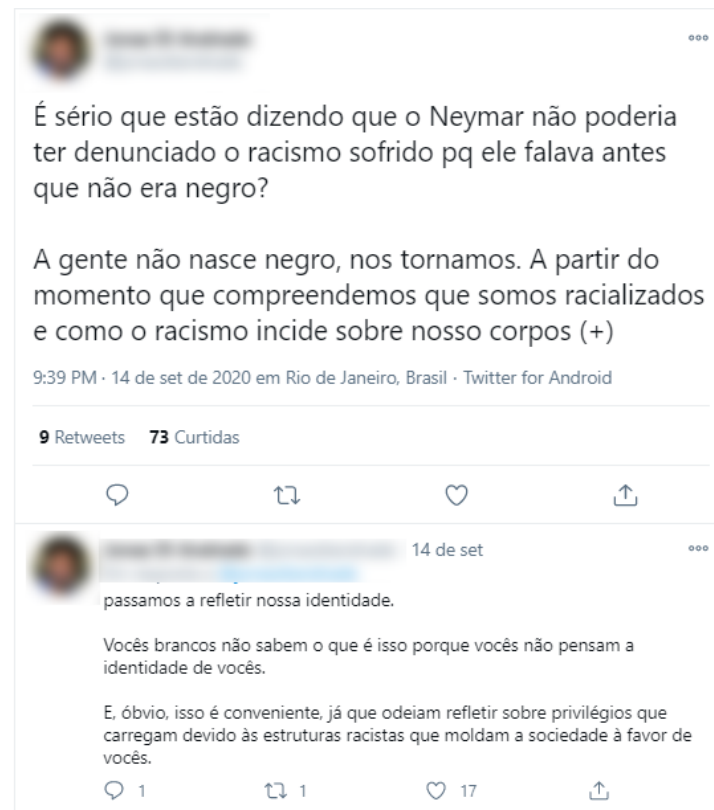 É sério que estão dizendo que o Neymar não poderia
ter denunciado o racismo sofrido pq ele falava antes
que não era negro?
A gente não nasce negro, nos tornamos. A partir do
momento que compreendemos que somos racializados
e como o racismo incide sobre nosso corpos (+)
9:39 PM · 14 de set de 2020 em Rio de Janeiro, Brasil · Twitter for Android
9 Retweets 73 Curtidas
14 de set
passamos a refletir nossa identidade.
Vocês brancos não sabem o que é isso porque vocês não pensam a
identidade de vocês.
E, óbvio, isso é conveniente, já que odeiam refletir sobre privilégios que
carregam devido às estruturas racistas que moldam a sociedade à favor de
vocês.
1 1 17